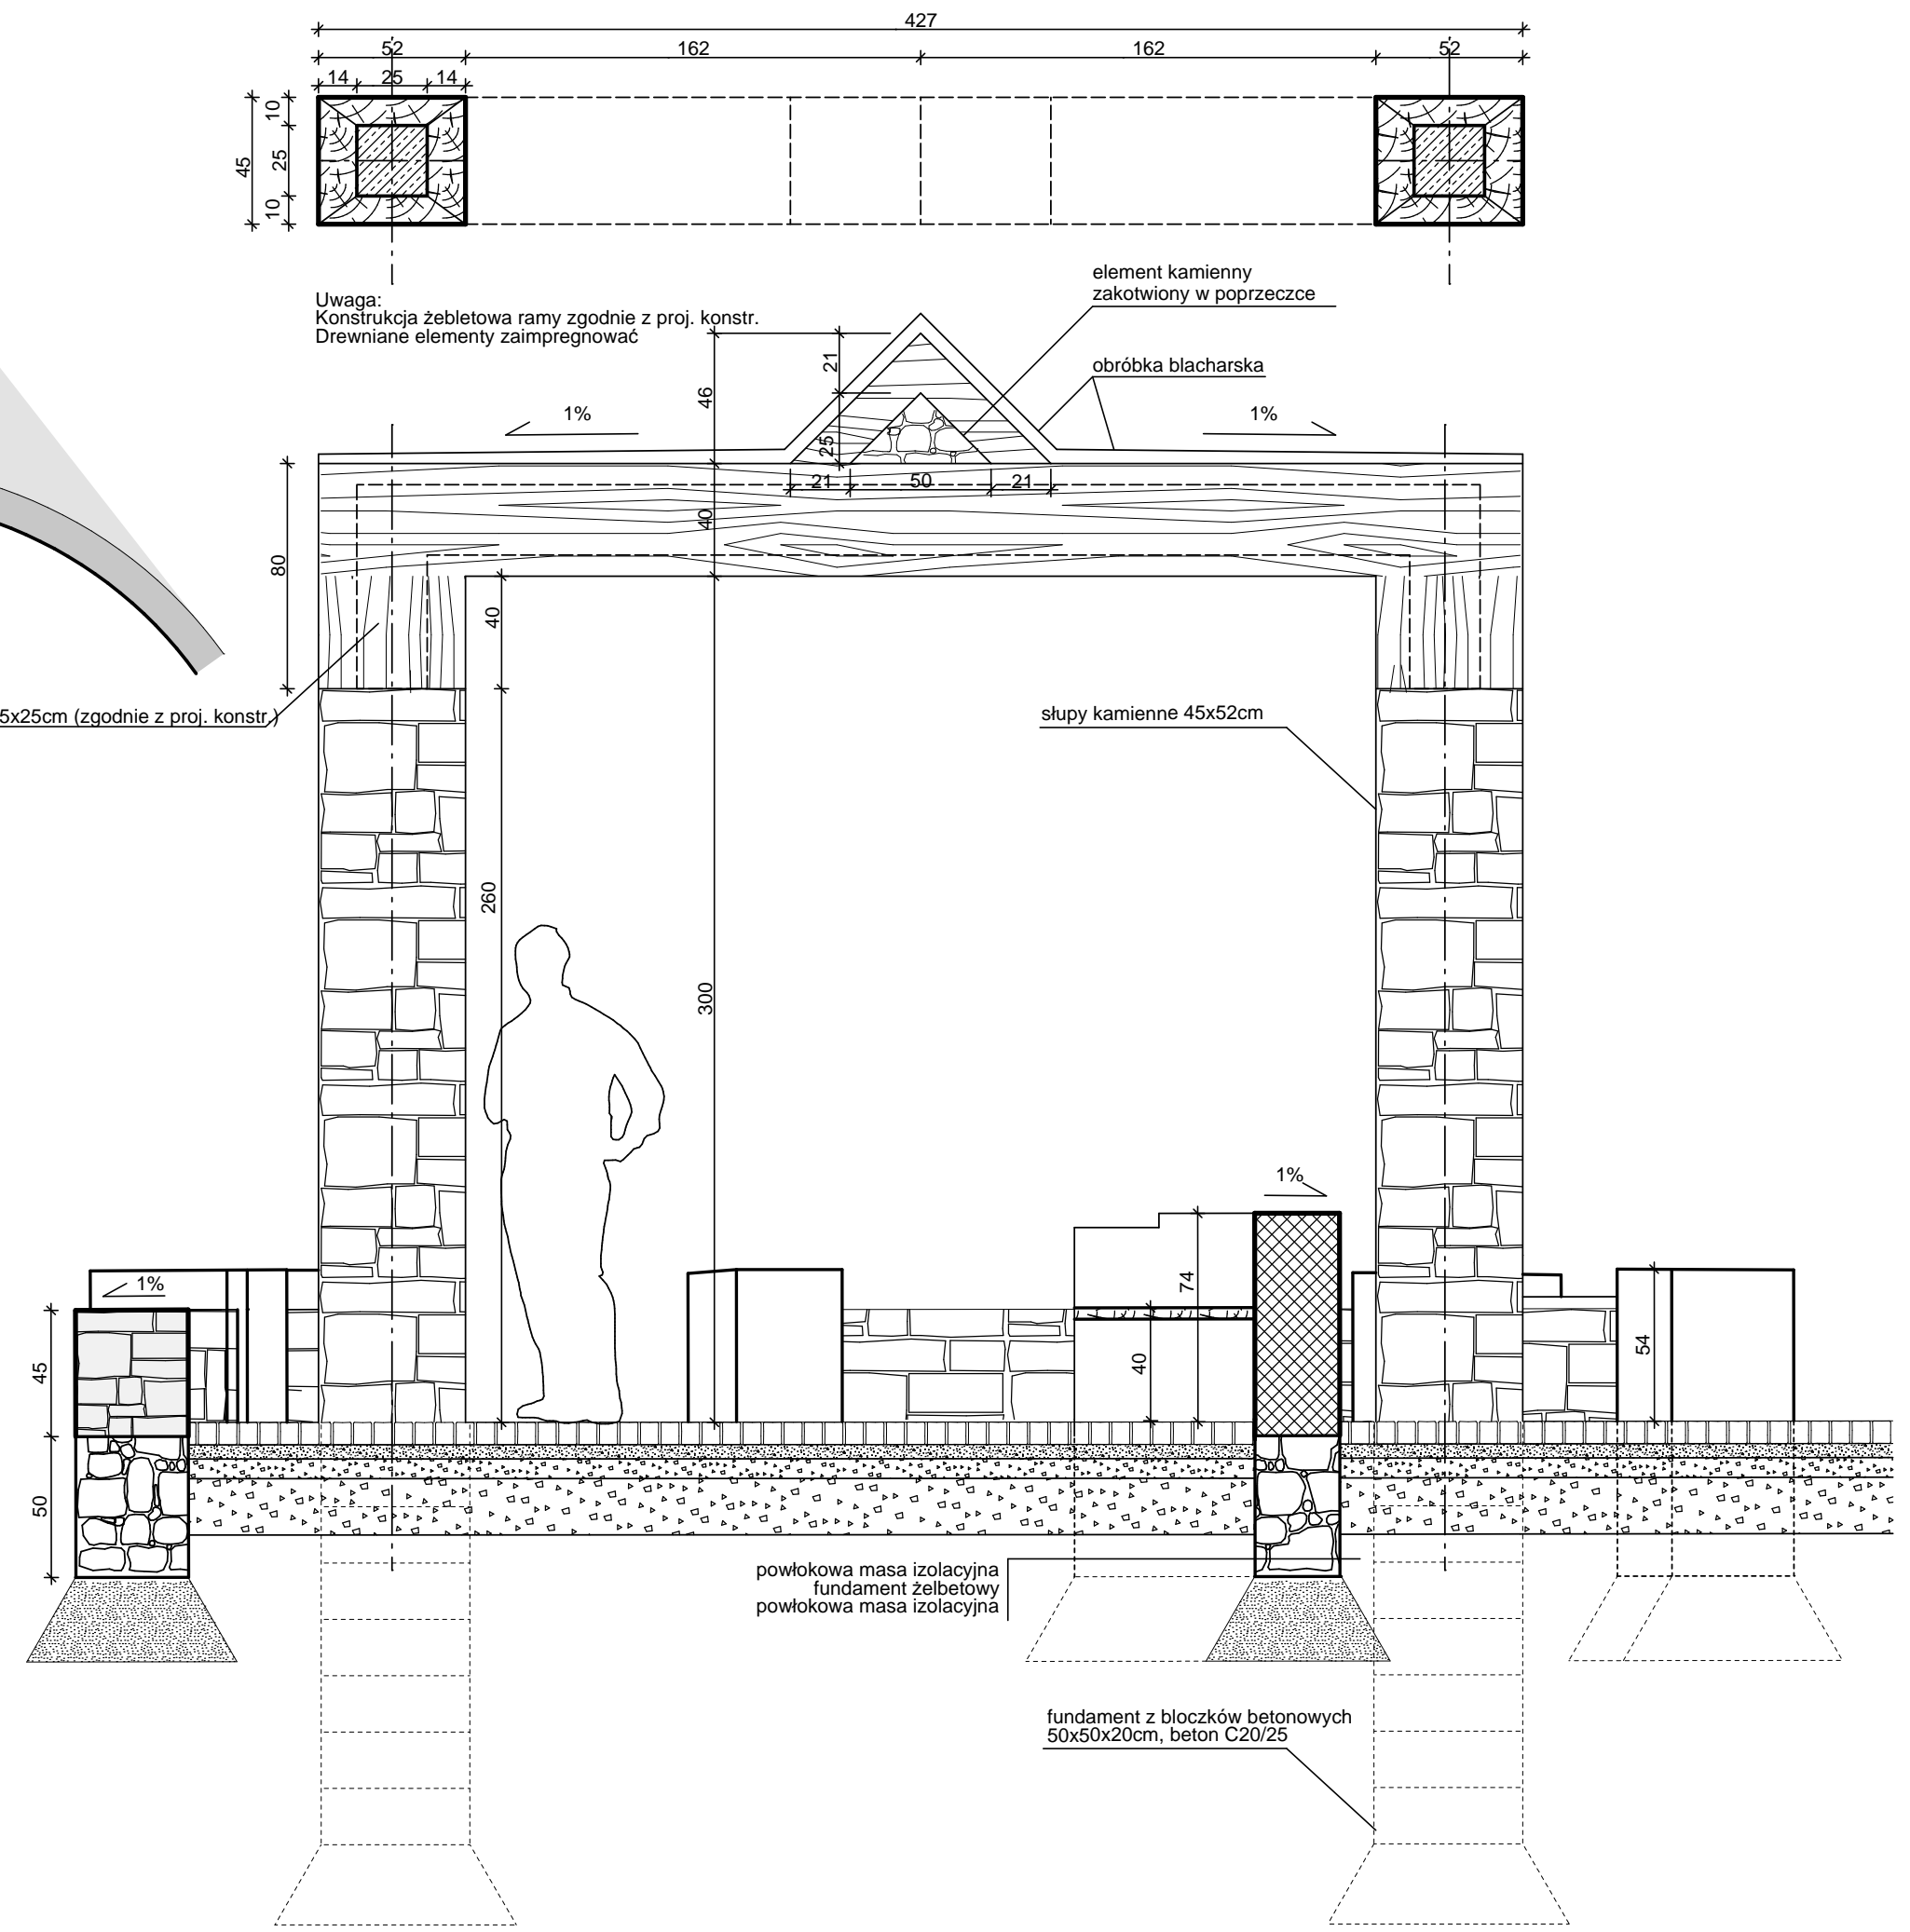 427
52 162 162 52
14 25 14
10
25
10
45
Uwaga:
Konstrukcja żebletowa ramy zgodnie z proj. konstr.
Drewniane elementy zaimpregnować
element kamienny
zakotwiony w poprzeczce
obróbka blacharska
1%
1%
21
46
25
21 50 21
40
80
40
5x25cm (zgodnie z proj. konstr.)
słupy kamienne 45x52cm
260
300
1%
1%
74
45
40
54
50
powłokowa masa izolacyjna
fundament żelbetowy
powłokowa masa izolacyjna
fundament z bloczków betonowych
50x50x20cm, beton C20/25